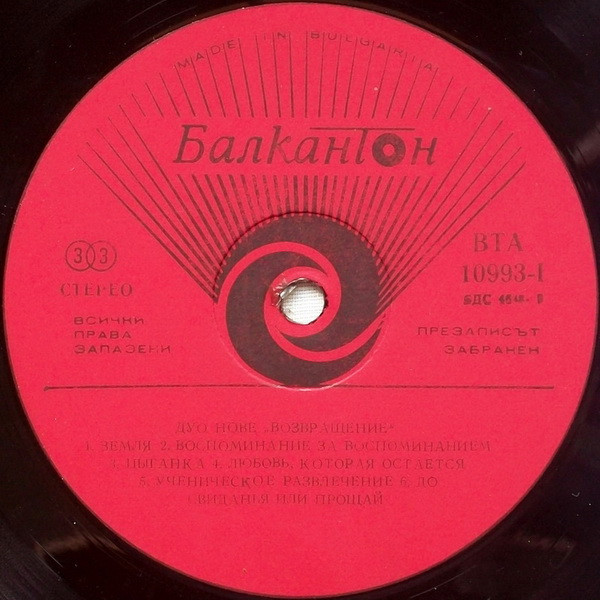 MADE IN BULGARIA
Балкантон
33
СТЕРЕО
ВСИЧКИ
ПРАВА
ЗАПАЗЕНИ
ВТА
10993-I
БДС
ПРЕЗАПИСЪТ
ЗАБРАНЕН
ДУО НОВЕ „ВОЗВРАЩЕНИЕ“
1. ЗЕМЛЯ 2. ВОСПОМИНАНИЕ ЗА ВОСПОМИНАНИЕМ
3. ЦЫГАНКА 4. ЛЮБОВЬ, КОТОРАЯ ОСТАЕТСЯ
5. УЧЕНИЧЕСКОЕ РАЗВЛЕЧЕНИЕ 6. ДО
СВИДАНЬЯ ИЛИ ПРОЩАЙ